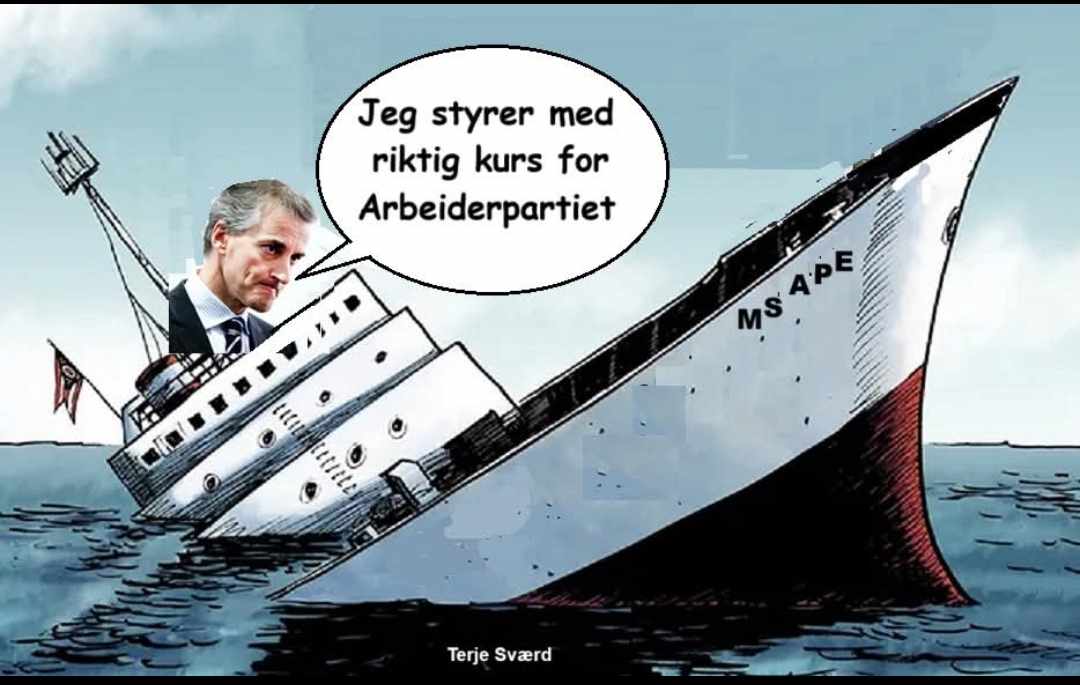 Jeg styrer med
riktig kurs for
Arbeiderpartiet
MS APE
Terje Sværd